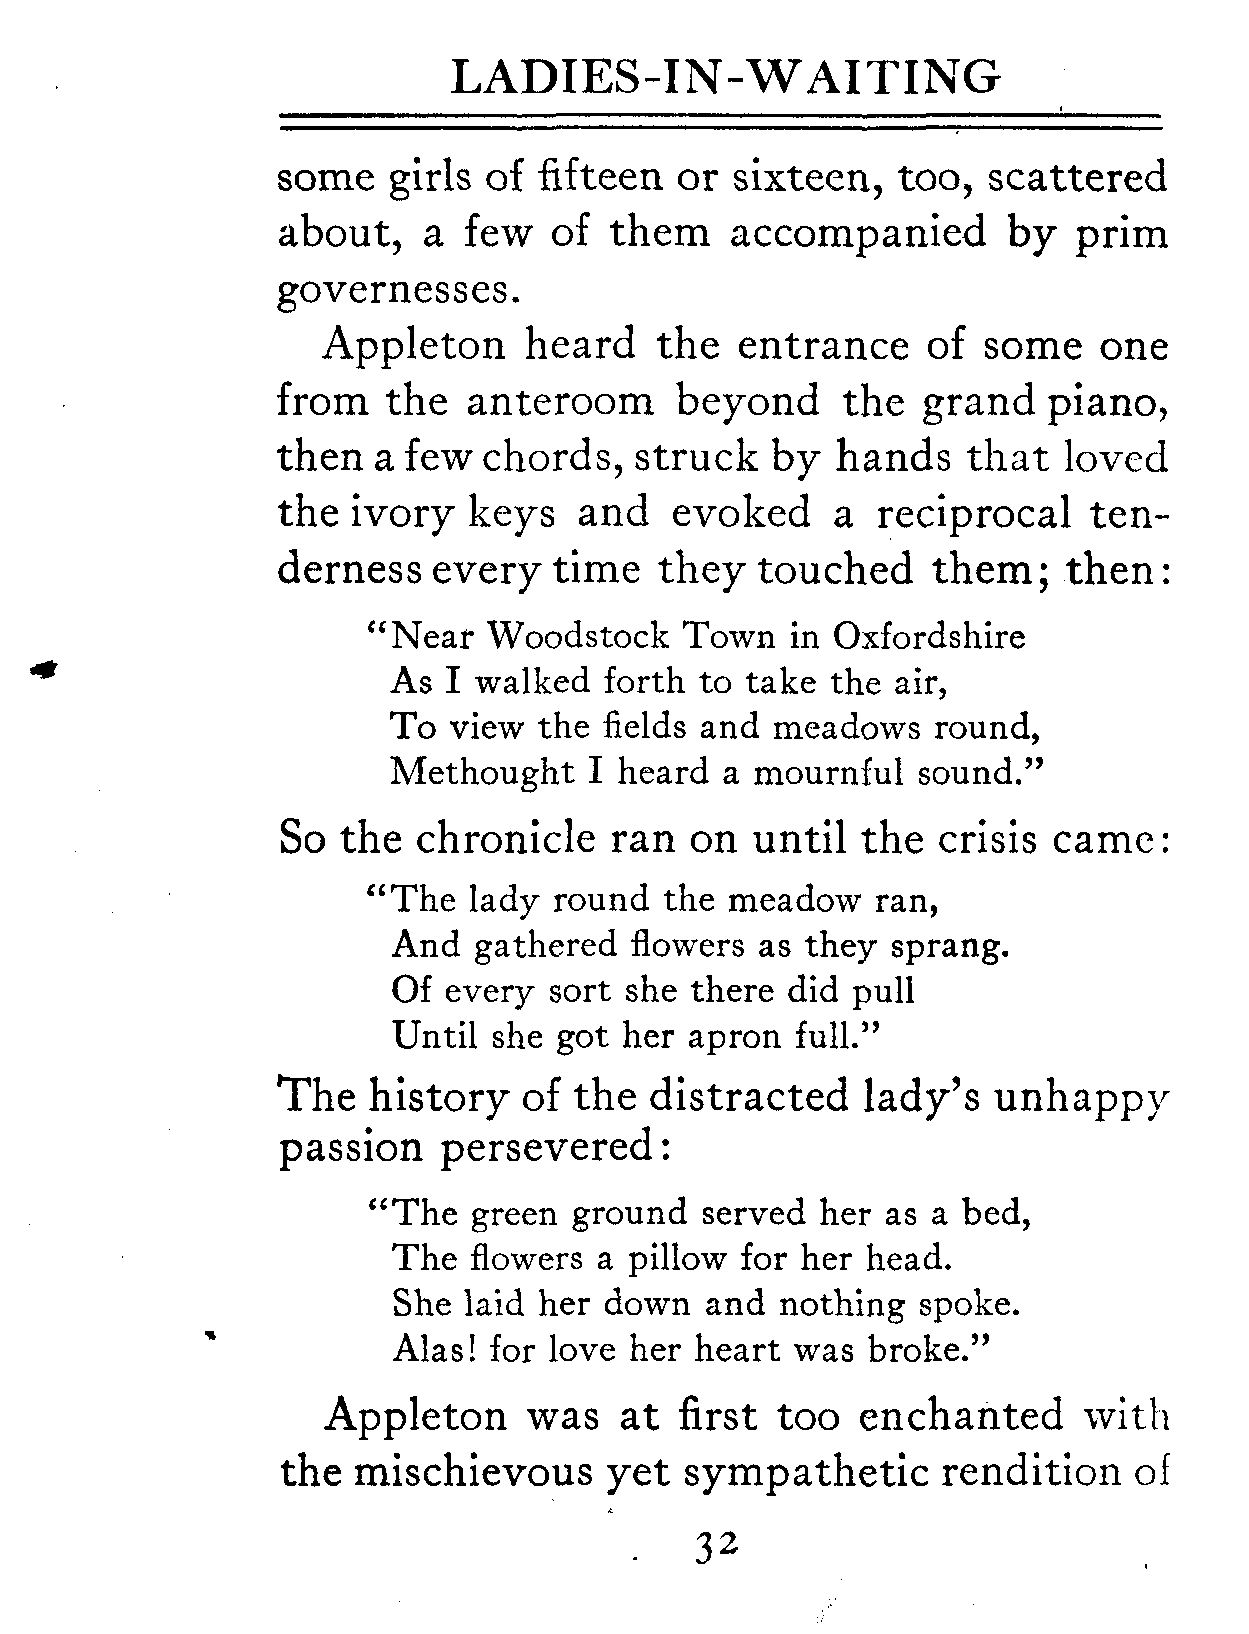 LADIES-IN-WAITING
some girls of fifteen or sixteen, too, scattered
about, a few of them accompanied by prim
governesses.
Appleton heard the entrance of some one
from the anteroom beyond the grand piano,
then a few chords, struck by hands that loved
the ivory keys and evoked a reciprocal ten-
derness every time they touched them; then:
"Near Woodstock Town in Oxfordshire
As I walked forth to take the air,
To view the fields and meadows round,
Methought I heard a mournful sound."
So the chronicle ran on until the crisis came:
"The lady round the meadow ran,
And gathered flowers as they sprang.
Of every sort she there did pull
Until she got her apron full."
The history of the distracted lady's unhappy
passion persevered:
"The green ground served her as a bed,
The flowers a pillow for her head.
She laid her down and nothing spoke.
Alas! for love her heart was broke."
Appleton was at first too enchanted with
the mischievous yet sympathetic rendition of
32